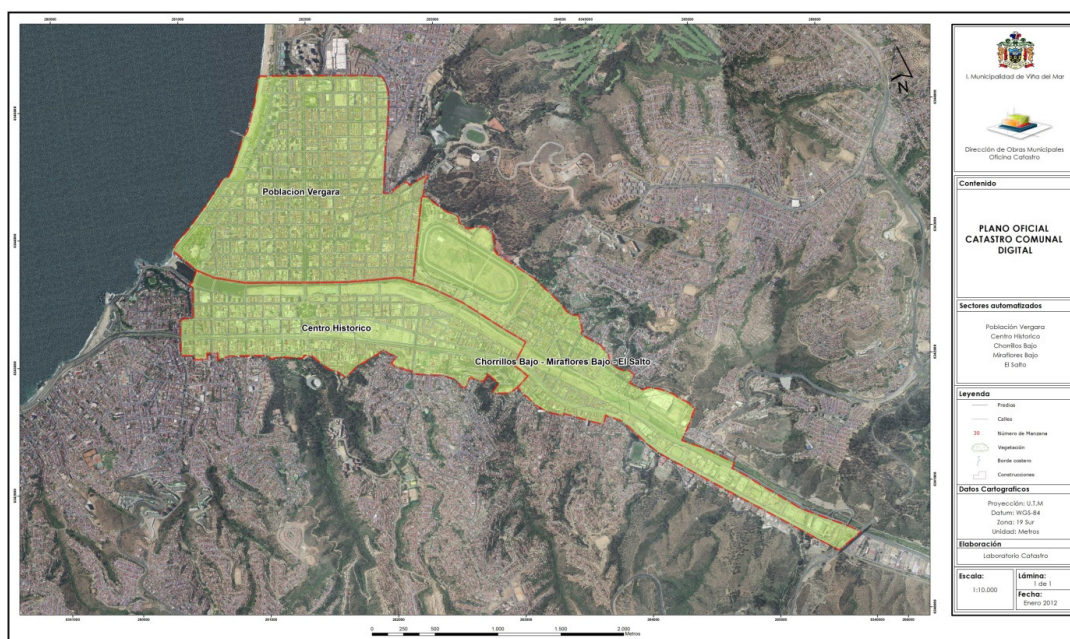 Poblacion Vergara
Centro Historico
Chorrillos Bajo - Miraflores Bajo - El Salto
N
0 250 500 1.000 1.500 2.000
Metros
I. Municipalidad de Viña del Mar
Dirección de Obras Municipales
Oficina Catastro
Contenido
PLANO OFICIAL
CATASTRO COMUNAL
DIGITAL
Sectores automatizados
Población Vergara
Centro Historico
Chorrillos Bajo
Miraflores Bajo
El Salto
Leyenda
Predios
Calles
Número de Manzana
Vegetación
Borde costero
Construcciones
Datos Cartograficos
Proyección: U.T.M
Datum: WGS-84
Zona: 19 Sur
Unidad: Metros
Elaboración
Laboratorio Catastro
Escala:
1:10.000
Lámina:
1 de 1
Fecha:
Enero 2012